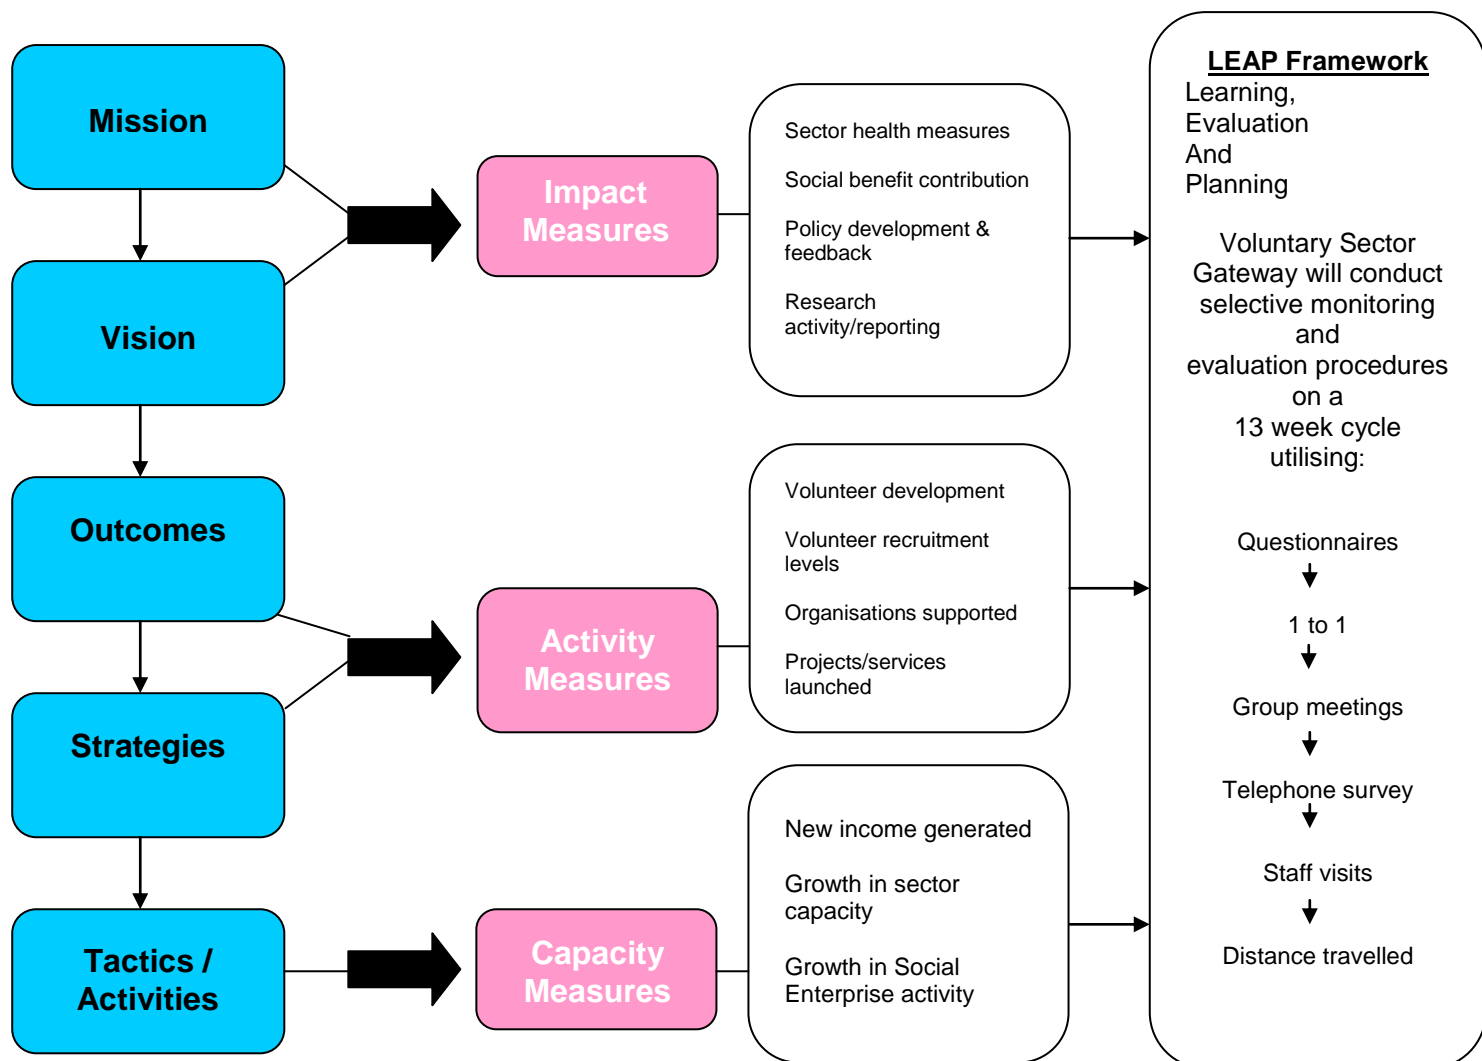 Mission
Vision
Outcomes
Strategies
Tactics /
Activities
Impact
Measures
Activity
Measures
Capacity
Measures
Sector health measures
Social benefit contribution
Policy development &
feedback
Research
activity/reporting
Volunteer development
Volunteer recruitment
levels
Organisations supported
Projects/services
launched
New income generated
Growth in sector
capacity
Growth in Social
Enterprise activity
LEAP Framework
Learning,
Evaluation
And
Planning
Voluntary Sector
Gateway will conduct
selective monitoring
and
evaluation procedures
on a
13 week cycle
utilising:
Questionnaires
1 to 1
Group meetings
Telephone survey
Staff visits
Distance travelled